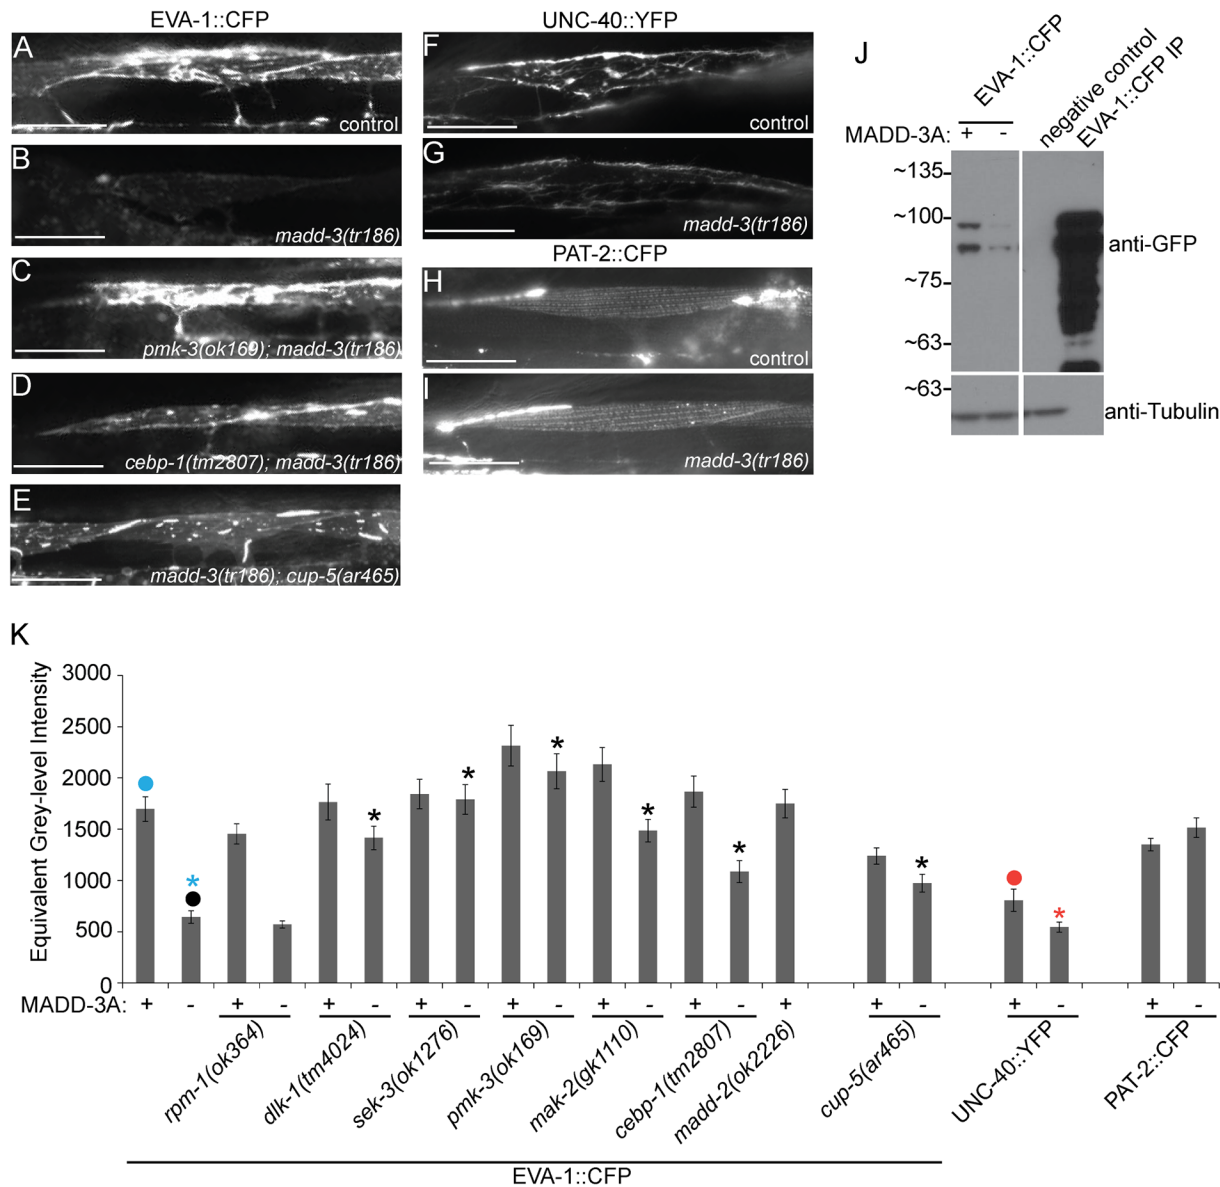 EVA-1::CFP
A
control
B
madd-3(tr186)
C
pmk-3(ok169); madd-3(tr186)
D
cebp-1(tm2807); madd-3(tr186)
E
madd-3(tr186); cup-5(ar465)
UNC-40::YFP
F
control
G
madd-3(tr186)
PAT-2::CFP
H
control
I
madd-3(tr186)
J
EVA-1::CFP
negative control
EVA-1::CFP IP
MADD-3A: + -
~135
~100
anti-GFP
~75
~63
~63
anti-Tubulin
K
Equivalent Grey-level Intensity
3000
2500
2000
1500
1000
500
0
* * * * * * * *
MADD-3A: + - + - + - + - + - + - + - + + - + - + -
rpm-1(ok364)
dlk-1(tm4024)
sek-3(ok1276)
pmk-3(ok169)
mak-2(gk1110)
cebp-1(tm2807)
madd-2(ok2226)
cup-5(ar465)
UNC-40::YFP
PAT-2::CFP
EVA-1::CFP